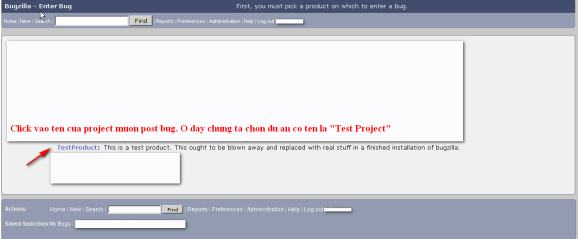 Bugzilla – Enter Bug First, you must pick a product on which to enter a bug.
Home | New | Search | Find | Reports | Preferences | Administration | Help | Log out
Click vao ten cua project muon post bug. O day chung ta chon du an co ten la "Test Project"
TestProduct: This is a test product. This ought to be blown away and replaced with real stuff in a finished installation of bugzilla.
Actions: Home | New | Search | Find | Reports | Preferences | Administration | Help | Log out
Saved Searches: My Bugs